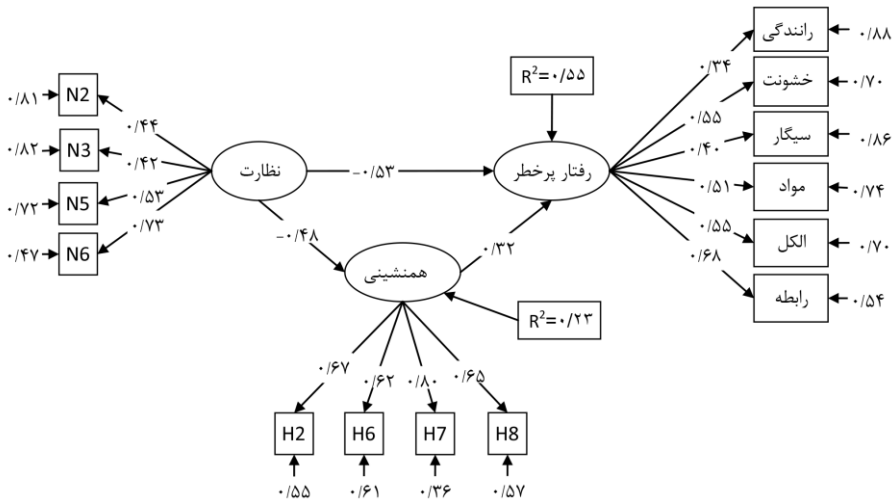 رانندگی
۰/۸۸
۰/۳۴
R²=۰/۵۵
خشونت
۰/۷۰
۰/۸۱
N2
۰/۴۴
۰/۵۵
سیگار
۰/۸۶
۰/۸۲
N3
۰/۴۲
نظارت
−۰/۵۳
رفتار پرخطر
۰/۴۰
۰/۷۲
N5
۰/۵۳
۰/۵۱
مواد
۰/۷۴
۰/۴۷
N6
۰/۷۳
−۰/۴۸
۰/۳۲
۰/۵۵
الکل
۰/۷۰
همنشینی
۰/۶۸
رابطه
۰/۵۴
R²=۰/۲۳
۰/۶۷
۰/۶۲
۰/۸۰
۰/۶۵
H2
H6
H7
H8
۰/۵۵
۰/۶۱
۰/۳۶
۰/۵۷